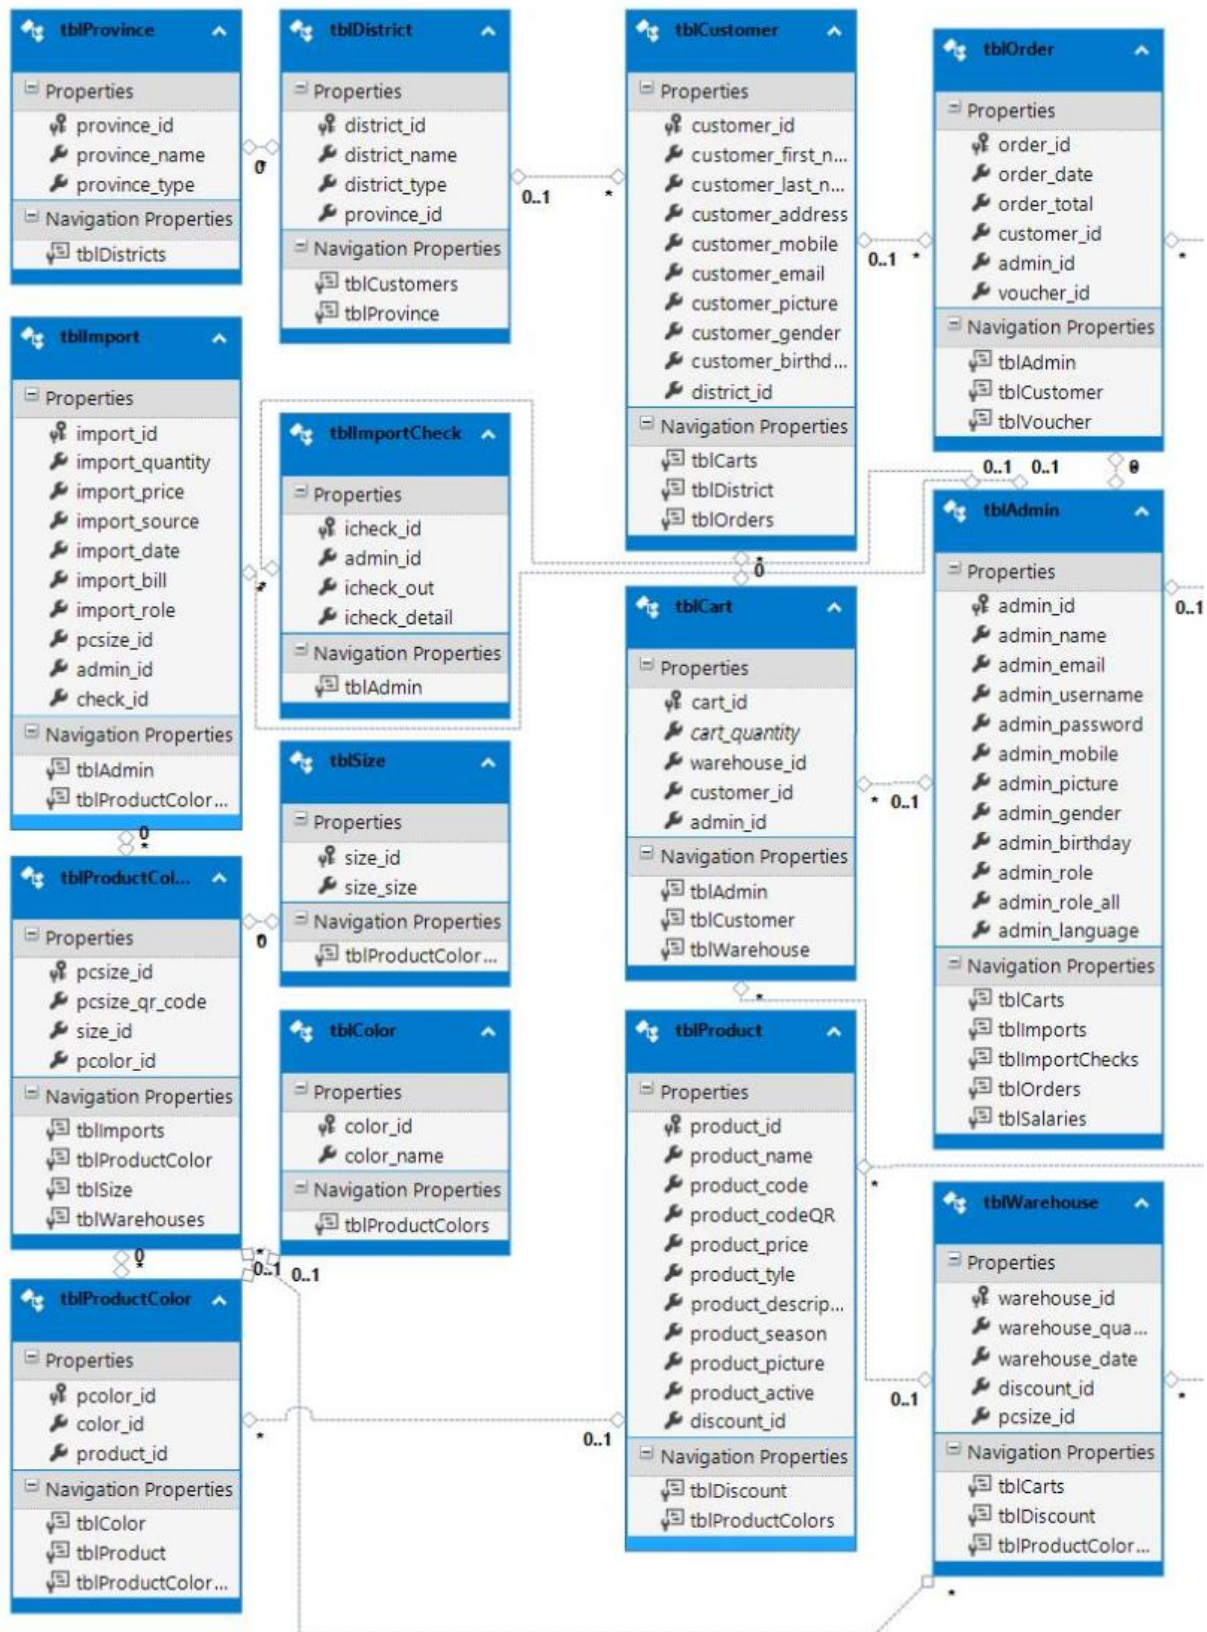 tblProvince
Properties
province_id
province_name
province_type
Navigation Properties
tblDistricts
tblDistrict
Properties
district_id
district_name
district_type
province_id
Navigation Properties
tblCustomers
tblProvince
tblCustomer
Properties
customer_id
customer_first_n...
customer_last_n...
customer_address
customer_mobile
customer_email
customer_picture
customer_gender
customer_birthd...
district_id
Navigation Properties
tblCarts
tblDistrict
tblOrders
tblOrder
Properties
order_id
order_date
order_total
customer_id
admin_id
voucher_id
Navigation Properties
tblAdmin
tblCustomer
tblVoucher
0..1
*
0..1
*
*
tblImport
Properties
import_id
import_quantity
import_price
import_source
import_date
import_bill
import_role
pcsize_id
admin_id
check_id
Navigation Properties
tblAdmin
tblProductColor...
tblImportCheck
Properties
icheck_id
admin_id
icheck_out
icheck_detail
Navigation Properties
tblAdmin
0..1
0..1
*
0
tblCart
Properties
cart_id
cart_quantity
warehouse_id
customer_id
admin_id
Navigation Properties
tblAdmin
tblCustomer
tblWarehouse
*
0..1
tblAdmin
Properties
admin_id
admin_name
admin_email
admin_username
admin_password
admin_mobile
admin_picture
admin_gender
admin_birthday
admin_role
admin_role_all
admin_language
Navigation Properties
tblCarts
tblImports
tblImportChecks
tblOrders
tblSalaries
0..1
tblSize
Properties
size_id
size_size
Navigation Properties
tblProductColor...
0
*
tblProductCol...
Properties
pcsize_id
pcsize_qr_code
size_id
pcolor_id
Navigation Properties
tblImports
tblProductColor
tblSize
tblWarehouses
tblColor
Properties
color_id
color_name
Navigation Properties
tblProductColors
0
*
*
0..1
0..1
*
tblProduct
Properties
product_id
product_name
product_code
product_codeQR
product_price
product_tyle
product_descrip...
product_season
product_picture
product_active
discount_id
Navigation Properties
tblDiscount
tblProductColors
*
tblWarehouse
Properties
warehouse_id
warehouse_qua...
warehouse_date
discount_id
pcsize_id
Navigation Properties
tblCarts
tblDiscount
tblProductColor...
0..1
*
*
tblProductColor
Properties
pcolor_id
color_id
product_id
Navigation Properties
tblColor
tblProduct
tblProductColor...
*
0..1